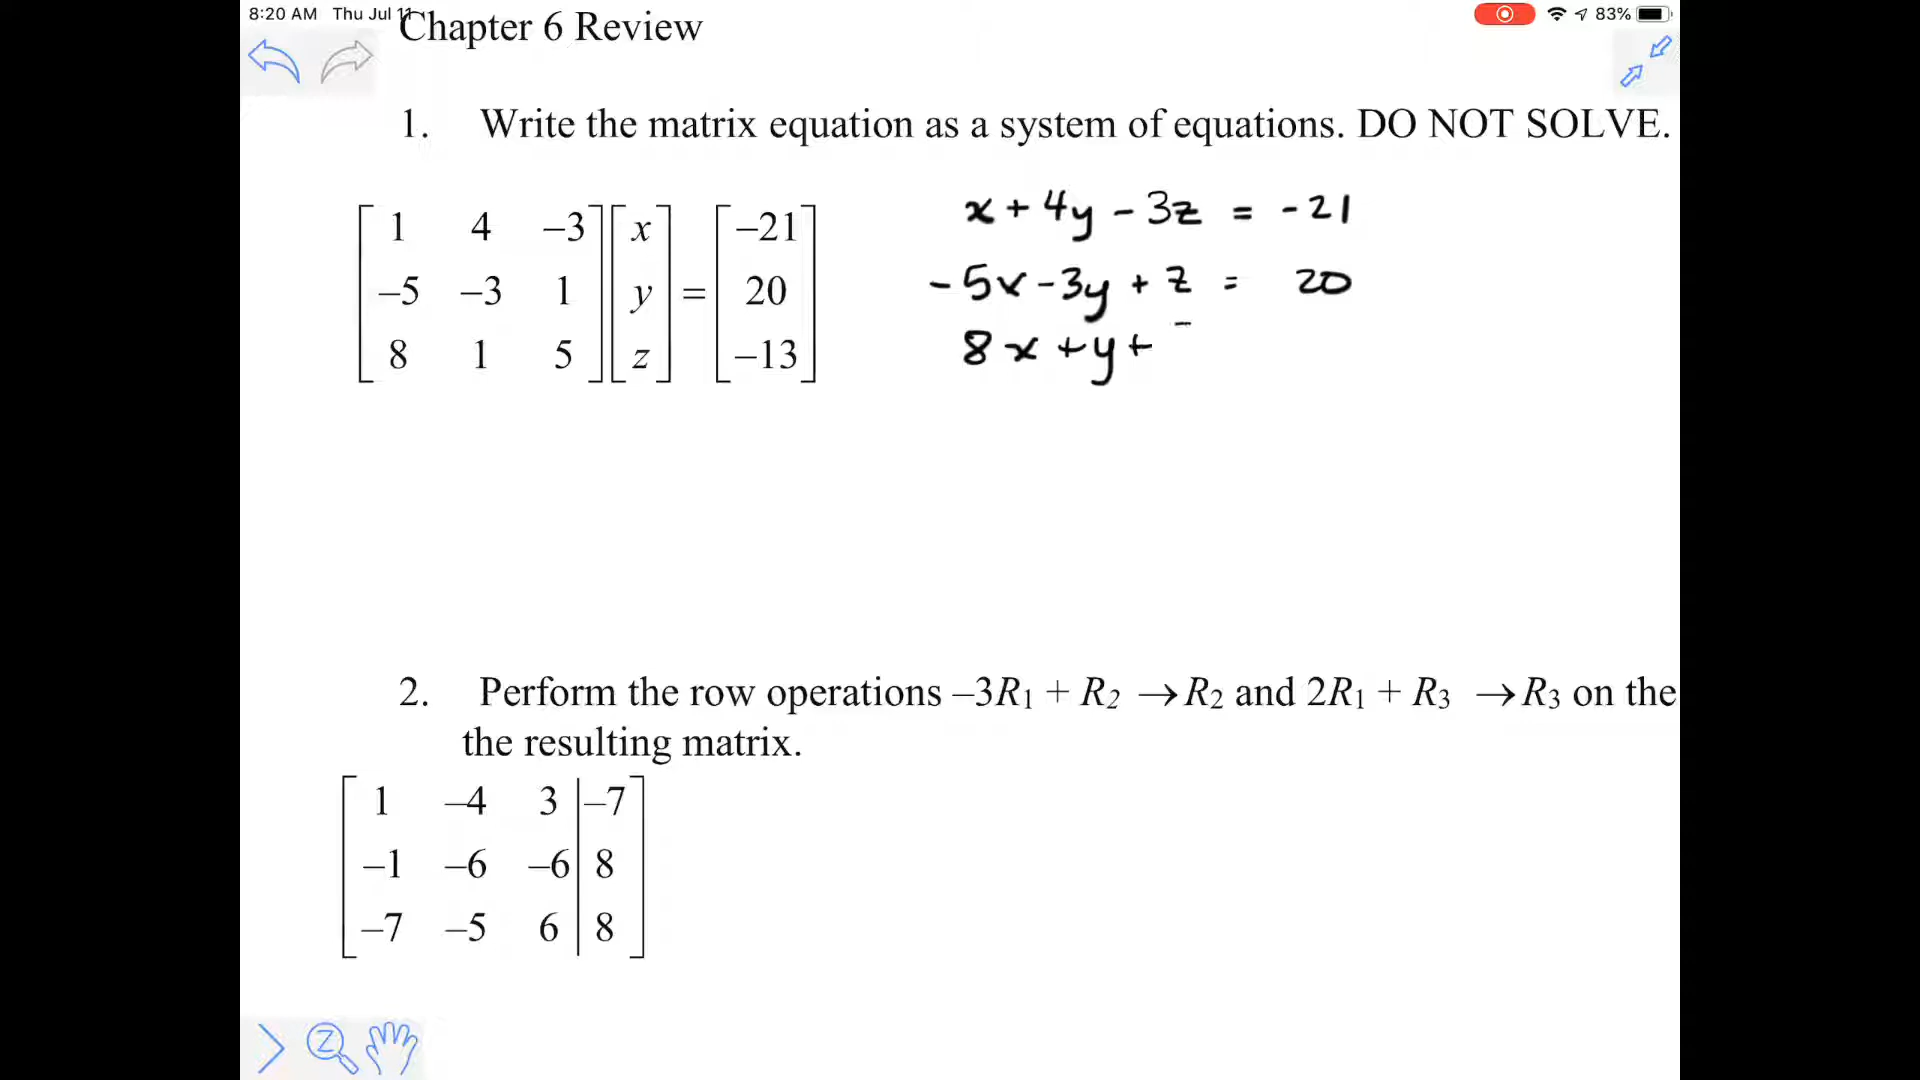 8:20 AM Thu Jul 11
83%
Chapter 6 Review
1. Write the matrix equation as a system of equations. DO NOT SOLVE.
1 4 –3 x –21
–5 –3 1 y = 20
8 1 5 z –13
x + 4y - 3z = -21
-5x - 3y + z = 20
8x + y +
2. Perform the row operations –3R1 + R2 → R2 and 2R1 + R3 → R3 on the
the resulting matrix.
1 –4 3 –7
–1 –6 –6 8
–7 –5 6 8
Z